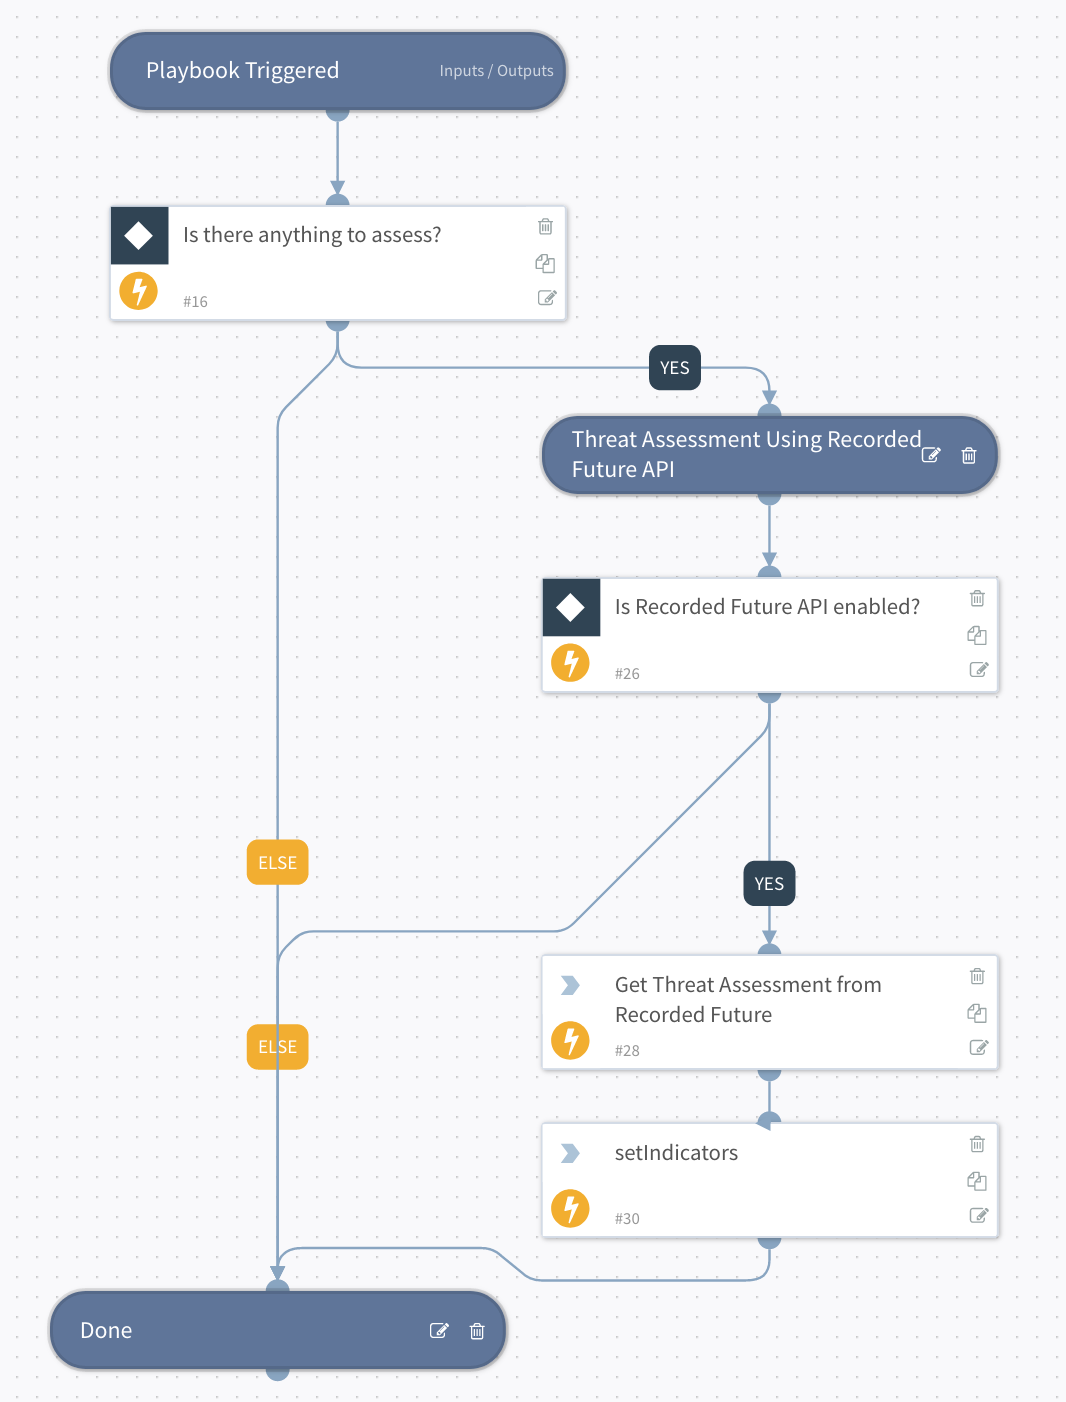 Playbook Triggered
Inputs / Outputs
Is there anything to assess?
#16
YES
Threat Assessment Using Recorded
Future API
Is Recorded Future API enabled?
#26
ELSE
YES
Get Threat Assessment from
Recorded Future
#28
ELSE
setIndicators
#30
Done